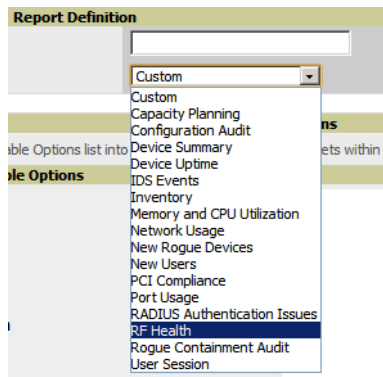 Report Definition
Custom
Custom
Capacity Planning
ns
Configuration Audit
able Options list into
Device Summary
ets within
Device Uptime
ble Options
IDS Events
Inventory
Memory and CPU Utilization
Network Usage
New Rogue Devices
New Users
PCI Compliance
Port Usage
RADIUS Authentication Issues
RF Health
Rogue Containment Audit
User Session